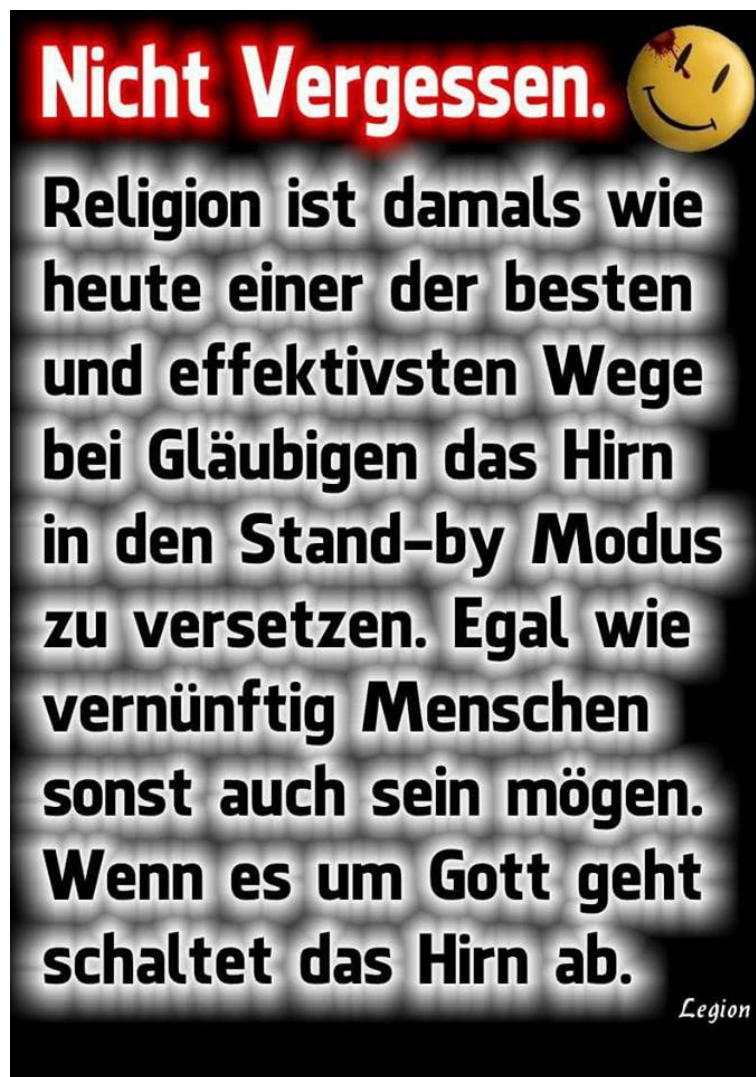 Nicht Vergessen.
Religion ist damals wie
heute einer der besten
und effektivsten Wege
bei Gläubigen das Hirn
in den Stand-by Modus
zu versetzen. Egal wie
vernünftig Menschen
sonst auch sein mögen.
Wenn es um Gott geht
schaltet das Hirn ab.
Legion